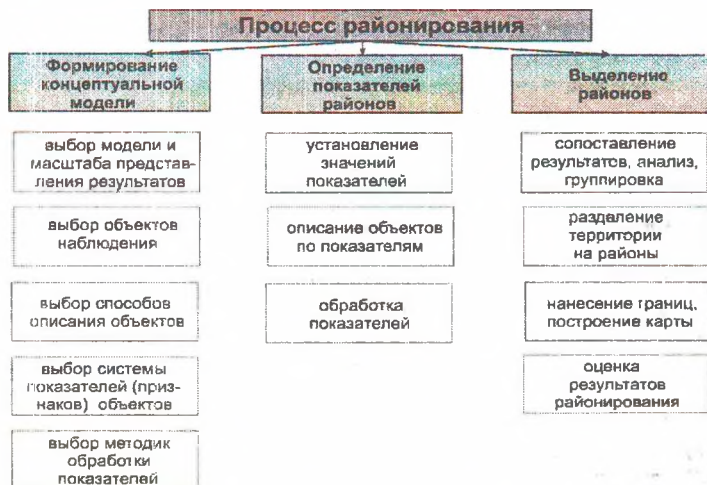 Процесс районирования
Формирование
концептуальной
модели
выбор модели и
масштаба представ-
ления результатов
выбор объектов
наблюдения
выбор способов
описания объектов
выбор системы
показателей (приз-
наков) объектов
выбор методик
обработки
показателей
Определение
показателей
районов
установление
значений
показателей
описание объектов
по показателям
обработка
показателей
Выделение
районов
сопоставление
результатов, анализ,
группировка
разделение
территории
на районы
нанесение границ,
построение карты
оценка
результатов
районирования